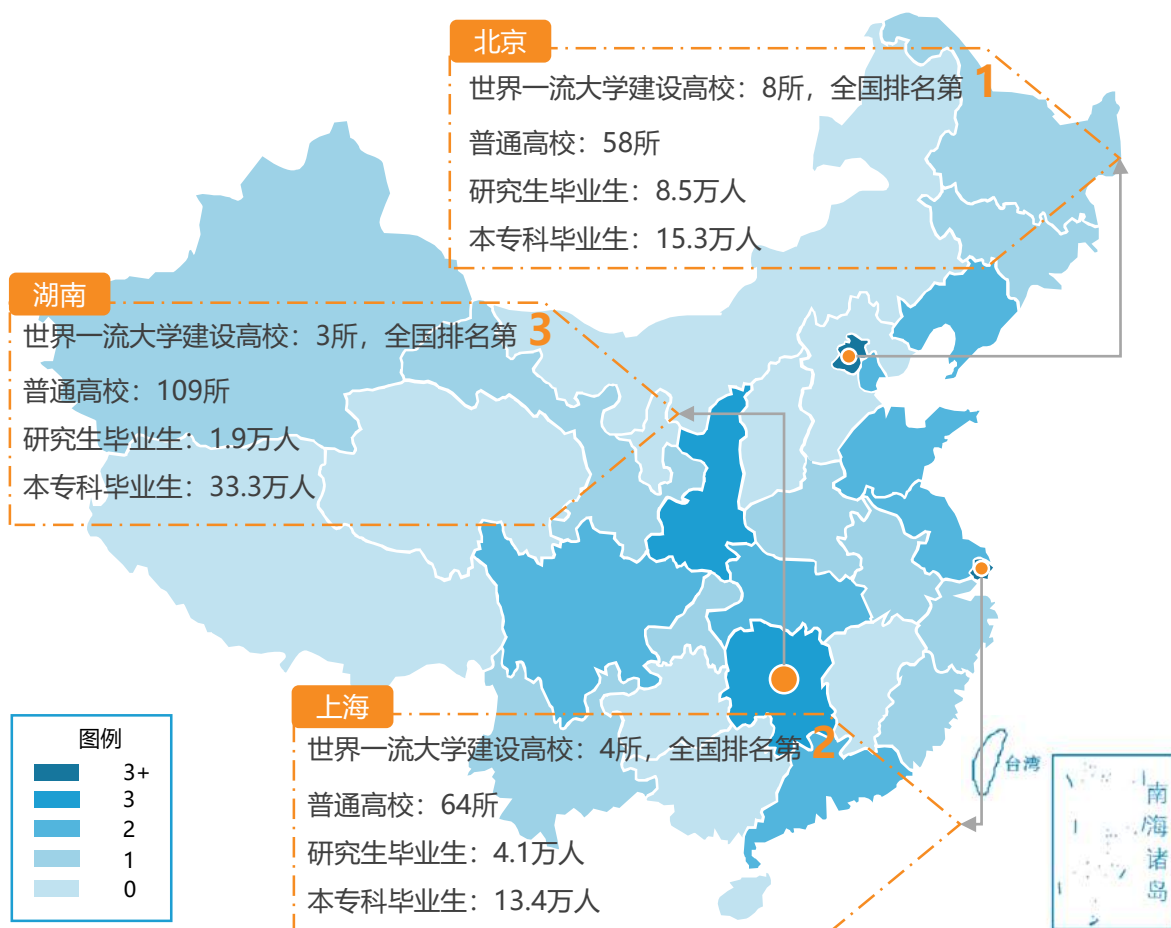 北京
世界一流大学建设高校：8所，全国排名第 1
普通高校：58所
研究生毕业生：8.5万人
本专科毕业生：15.3万人
湖南
世界一流大学建设高校：3所，全国排名第 3
普通高校：109所
研究生毕业生：1.9万人
本专科毕业生：33.3万人
上海
世界一流大学建设高校：4所，全国排名第 2
普通高校：64所
研究生毕业生：4.1万人
本专科毕业生：13.4万人
图例
3+
3
2
1
0
台湾
南海诸岛